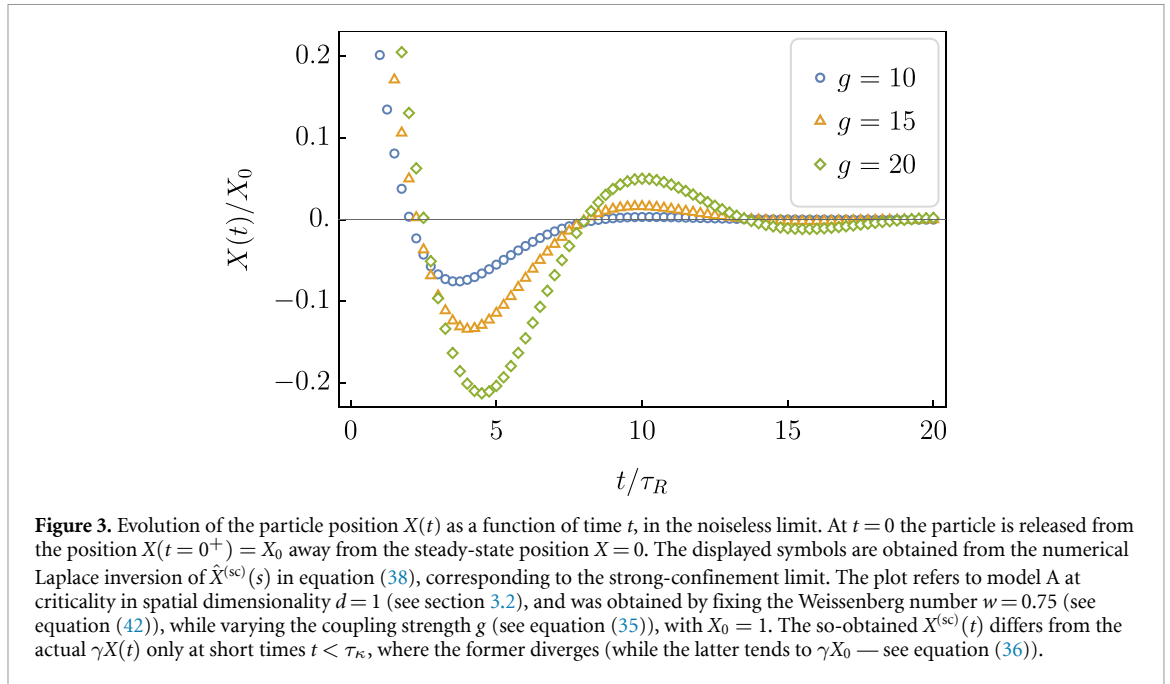 0.2
0.1
0.
−0.1
−0.2
X(t)/X₀
g = 10
g = 15
g = 20
0 5 10 15 20
t/τ_R
Figure 3. Evolution of the particle position X(t) as a function of time t, in the noiseless limit. At t = 0 the particle is released from
the position X(t = 0⁺) = X₀ away from the steady-state position X = 0. The displayed symbols are obtained from the numerical
Laplace inversion of X̂⁽ˢᶜ⁾(s) in equation (38), corresponding to the strong-confinement limit. The plot refers to model A at
criticality in spatial dimensionality d = 1 (see section 3.2), and was obtained by fixing the Weissenberg number w = 0.75 (see
equation (42)), while varying the coupling strength g (see equation (35)), with X₀ = 1. The so-obtained X⁽ˢᶜ⁾(t) differs from the
actual γX(t) only at short times t < τ_κ, where the former diverges (while the latter tends to γX₀ — see equation (36)).